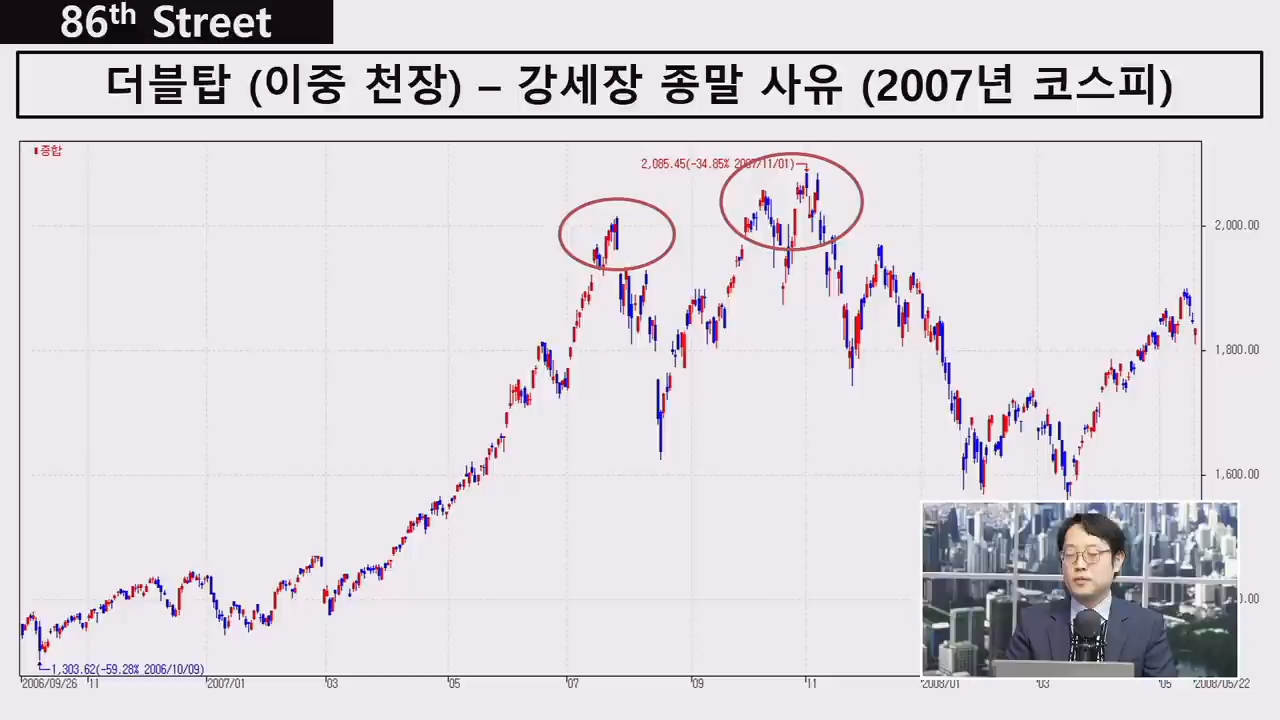 86th Street
더블탑 (이중 천장) – 강세장 종말 사유 (2007년 코스피)
종합
2,085.45(-34.85% 2007/11/01)
2,000.00
1,800.00
1,600.00
0.00
1,303.62(-59.28% 2006/10/09)
2006/09/26 11 2007/01 03 05 07 09 11 2008/01 03 05 2008/05/22